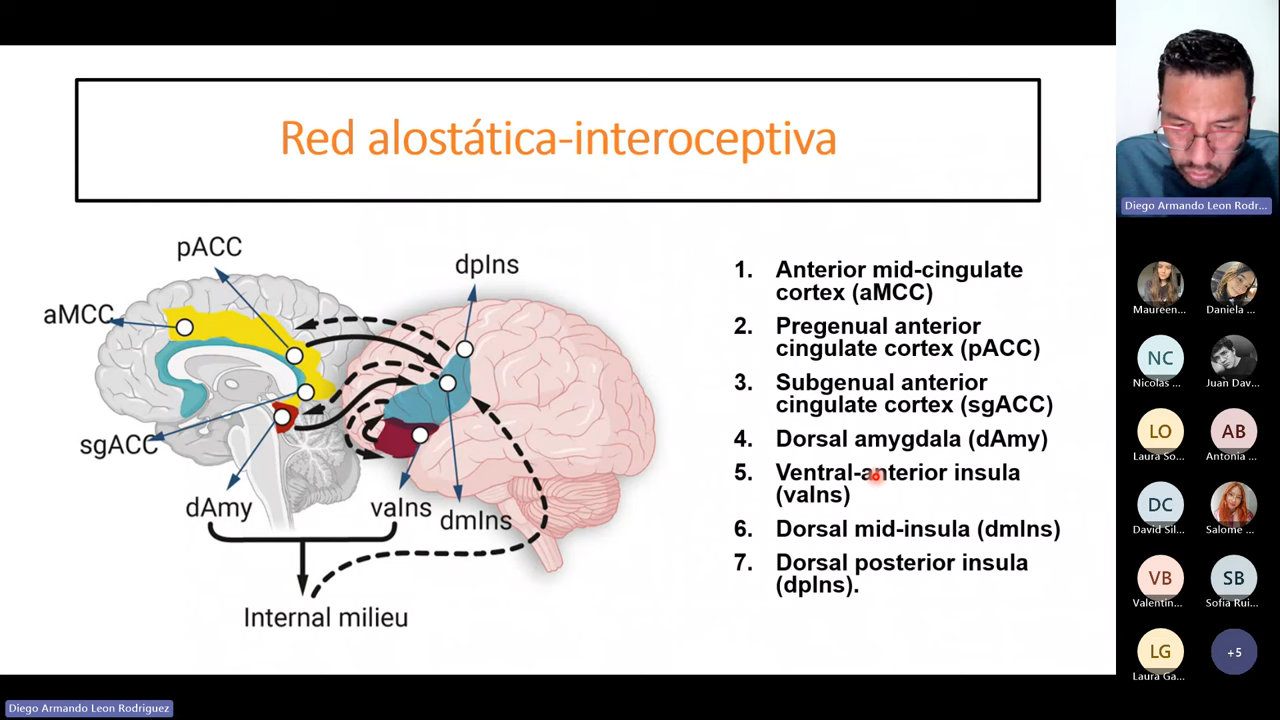 Red alostática-interoceptiva
pACC
dpIns
aMCC
sgACC
dAmy
vaIns
dmIns
Internal milieu
1. Anterior mid-cingulate
cortex (aMCC)
2. Pregenual anterior
cingulate cortex (pACC)
3. Subgenual anterior
cingulate cortex (sgACC)
4. Dorsal amygdala (dAmy)
5. Ventral-anterior insula
(vaIns)
6. Dorsal mid-insula (dmIns)
7. Dorsal posterior insula
(dpIns).
Diego Armando Leon Rodr...
Maureen...
Daniela ...
NC
Nicolas ...
Juan Dav...
LO
Laura So...
AB
Antonia ...
DC
David Sil...
Salome ...
VB
Valentin...
SB
Sofia Rui...
LG
Laura Ga...
+5
Diego Armando Leon Rodriguez